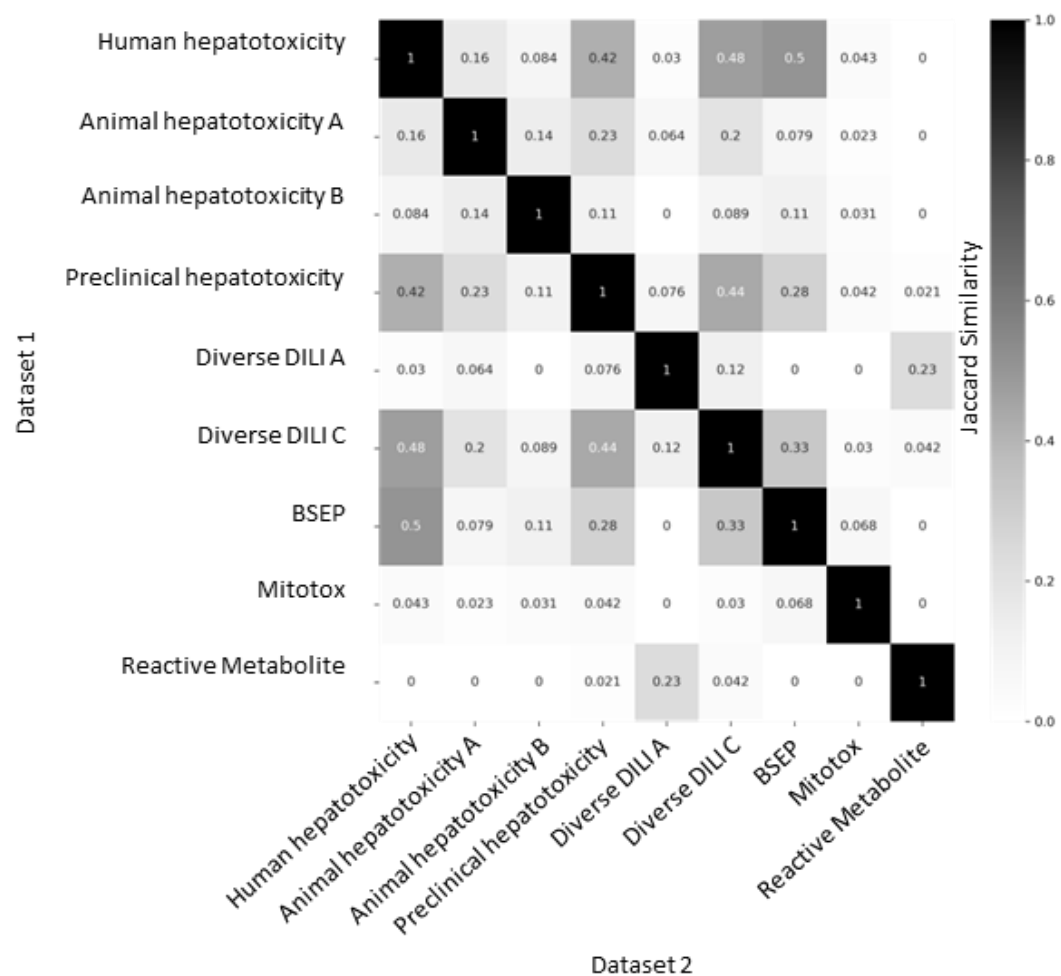 Human hepatotoxicity 1 0.16 0.084 0.42 0.03 0.48 0.5 0.043 0
Animal hepatotoxicity A 0.16 1 0.14 0.23 0.064 0.2 0.079 0.023 0
Animal hepatotoxicity B 0.084 0.14 1 0.11 0 0.089 0.11 0.031 0
Preclinical hepatotoxicity 0.42 0.23 0.11 1 0.076 0.44 0.28 0.042 0.021
Diverse DILI A 0.03 0.064 0 0.076 1 0.12 0 0 0.23
Diverse DILI C 0.48 0.2 0.089 0.44 0.12 1 0.33 0.03 0.042
BSEP 0.5 0.079 0.11 0.28 0 0.33 1 0.068 0
Mitotox 0.043 0.023 0.031 0.042 0 0.03 0.068 1 0
Reactive Metabolite 0 0 0 0.021 0.23 0.042 0 0 1
Dataset 1
Human hepatotoxicity
Animal hepatotoxicity A
Animal hepatotoxicity B
Preclinical hepatotoxicity
Diverse DILI A
Diverse DILI C
BSEP
Mitotox
Reactive Metabolite
Dataset 2
Jaccard Similarity
1.0
0.8
0.6
0.4
0.2
0.0